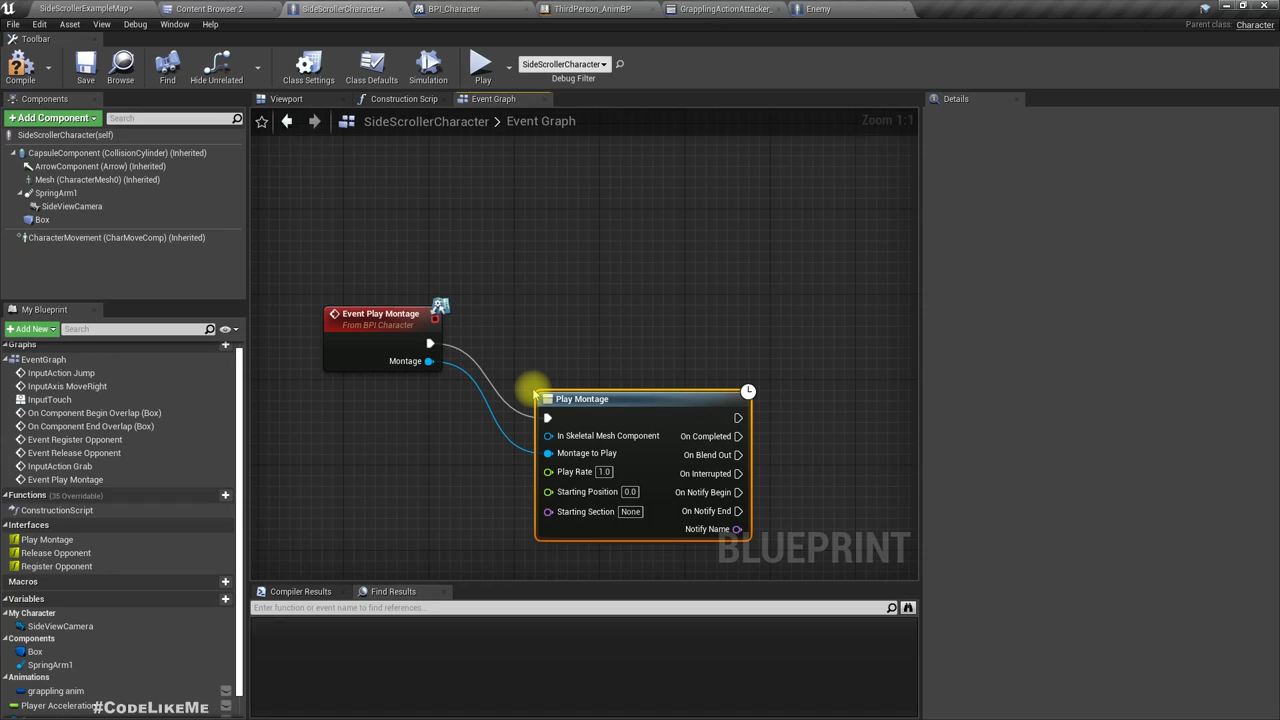 SideScrollerExampleMap*
Content Browser 2
SideScrollerCharacter*
BPI_Character
ThirdPerson_AnimBP
GrapplingActionAttacker_
Enemy
File
Edit
Asset
View
Debug
Window
Help
Parent class: Character
Toolbar
Compile
Save
Browse
Find
Hide Unrelated
Class Settings
Class Defaults
Simulation
Play
SideScrollerCharacter
Debug Filter
Components
+ Add Component
Search
SideScrollerCharacter(self)
CapsuleComponent (CollisionCylinder) (Inherited)
ArrowComponent (Arrow) (Inherited)
Mesh (CharacterMesh0) (Inherited)
SpringArm1
SideViewCamera
Box
CharacterMovement (CharMoveComp) (Inherited)
My Blueprint
+ Add New
Search
Graphs
EventGraph
InputAction Jump
InputAxis MoveRight
InputTouch
On Component Begin Overlap (Box)
On Component End Overlap (Box)
Event Register Opponent
Event Release Opponent
InputAction Grab
Event Play Montage
Functions (35 Overridable)
ConstructionScript
Interfaces
Play Montage
Release Opponent
Register Opponent
Macros
Variables
My Character
SideViewCamera
Components
Box
SpringArm1
Animations
grappling anim
Player Acceleration
#CodeLikeMe
Viewport
Construction Scrip
Event Graph
SideScrollerCharacter > Event Graph
Zoom 1:1
Event Play Montage
From BPI Character
Montage
Play Montage
In Skeletal Mesh Component
On Completed
Montage to Play
On Blend Out
Play Rate 1.0
On Interrupted
Starting Position 0.0
On Notify Begin
Starting Section None
On Notify End
Notify Name
BLUEPRINT
Compiler Results
Find Results
Enter function or event name to find references...
Details